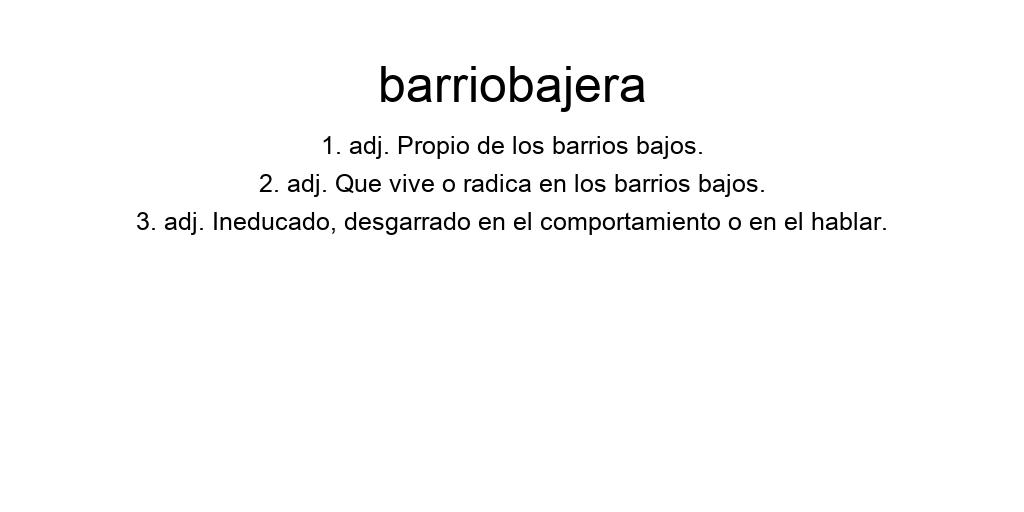 barriobajera
1. adj. Propio de los barrios bajos.
2. adj. Que vive o radica en los barrios bajos.
3. adj. Ineducado, desgarrado en el comportamiento o en el hablar.